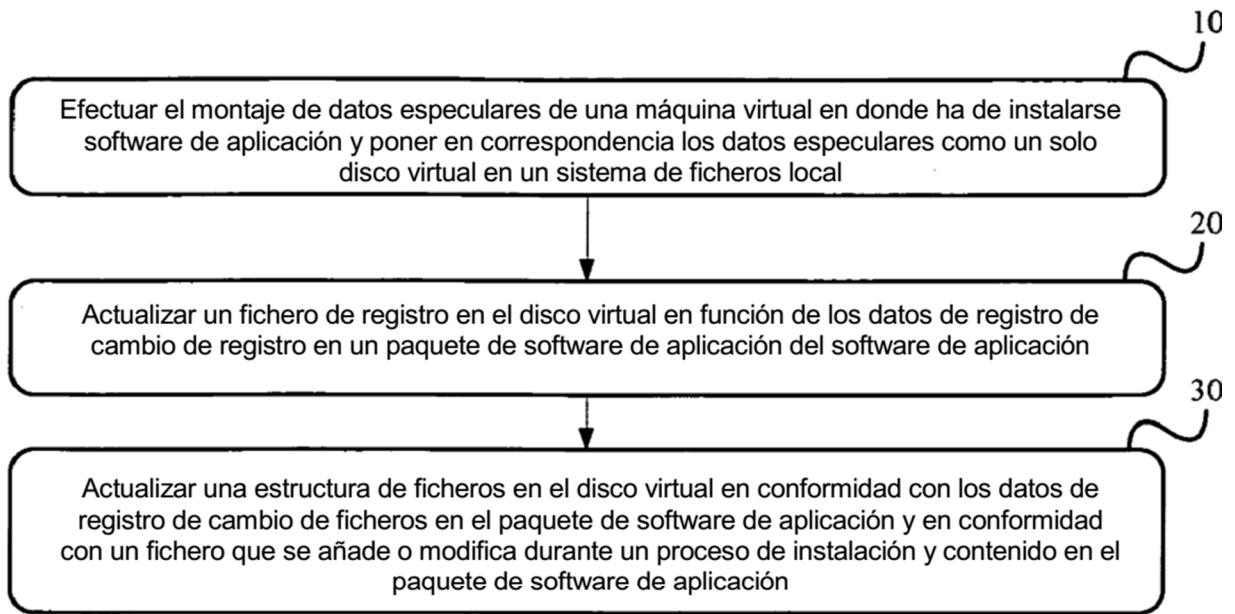 10
Efectuar el montaje de datos especulares de una máquina virtual en donde ha de instalarse
software de aplicación y poner en correspondencia los datos especulares como un solo
disco virtual en un sistema de ficheros local
20
Actualizar un fichero de registro en el disco virtual en función de los datos de registro de
cambio de registro en un paquete de software de aplicación del software de aplicación
30
Actualizar una estructura de ficheros en el disco virtual en conformidad con los datos de
registro de cambio de ficheros en el paquete de software de aplicación y en conformidad
con un fichero que se añade o modifica durante un proceso de instalación y contenido en el
paquete de software de aplicación